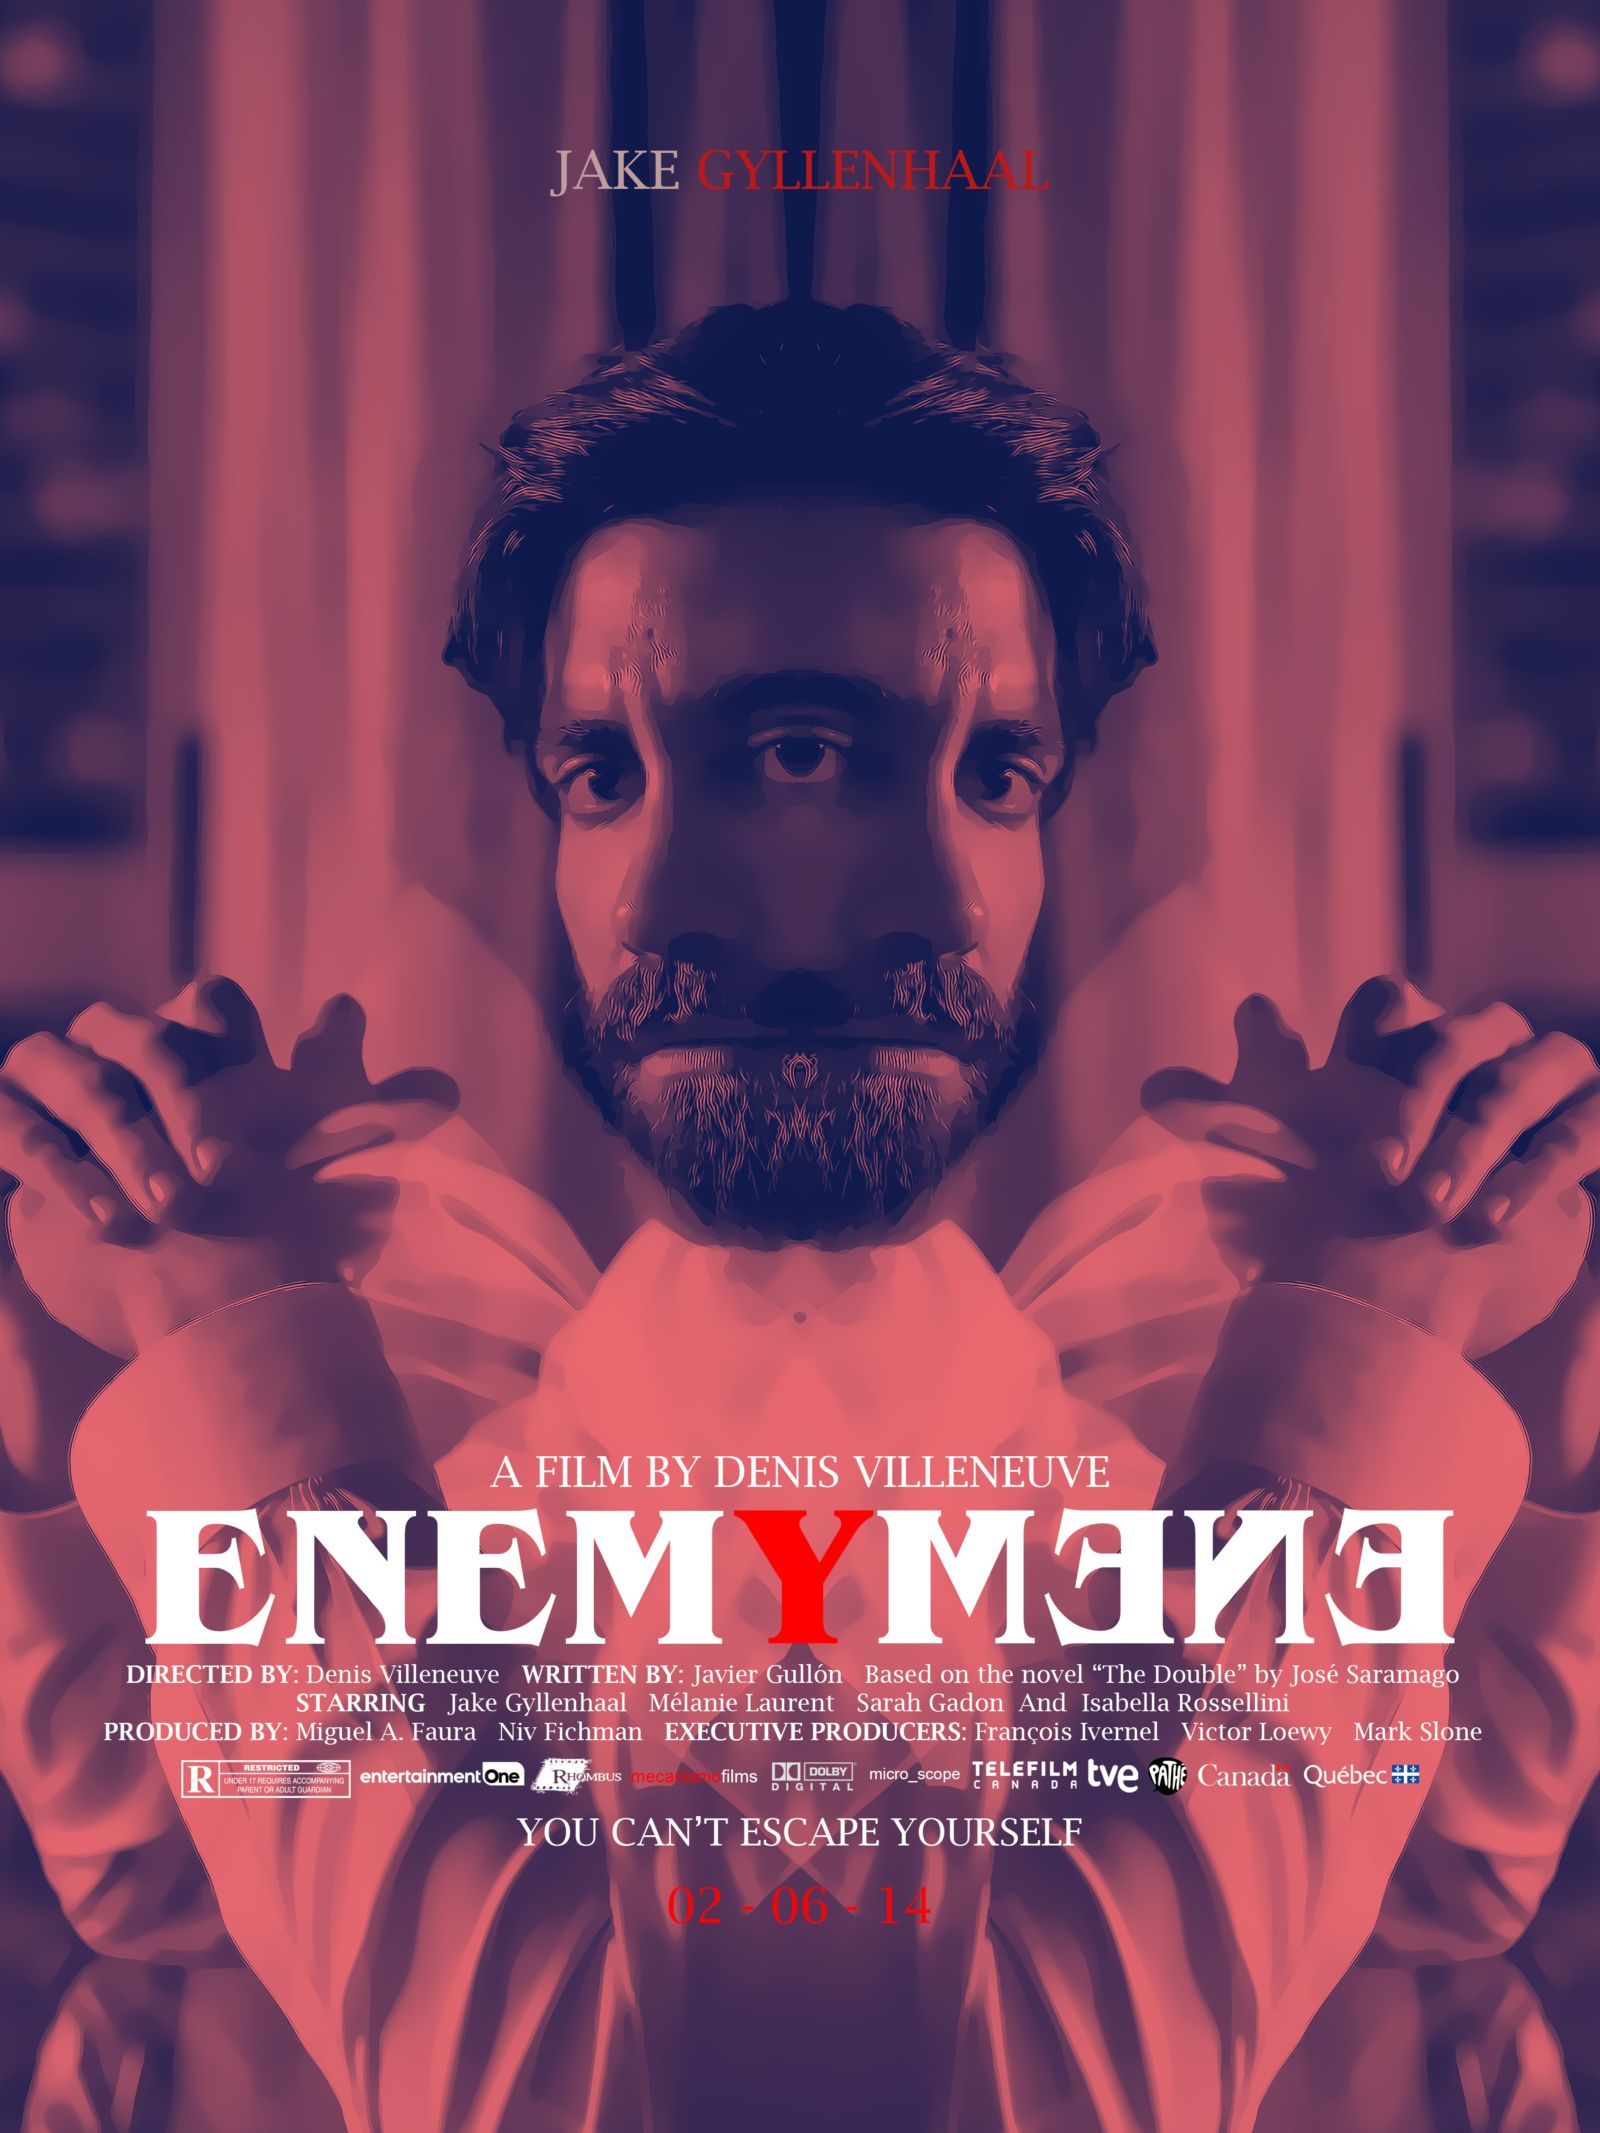 JAKE GYLLENHAAL
A FILM BY DENIS VILLENEUVE
ENEMYMƎИƎ
DIRECTED BY: Denis Villeneuve WRITTEN BY: Javier Gullón Based on the novel “The Double” by José Saramago
STARRING Jake Gyllenhaal Mélanie Laurent Sarah Gadon And Isabella Rossellini
PRODUCED BY: Miguel A. Faura Niv Fichman EXECUTIVE PRODUCERS: François Ivernel Victor Loewy Mark Slone
R RESTRICTED UNDER 17 REQUIRES ACCOMPANYING PARENT OR ADULT GUARDIAN entertainment One RHOMBUS mecanismofilms DOLBY DIGITAL micro_scope TELEFILM CANADA tve PATHÉ Canada Québec
YOU CAN’T ESCAPE YOURSELF
02 - 06 - 14